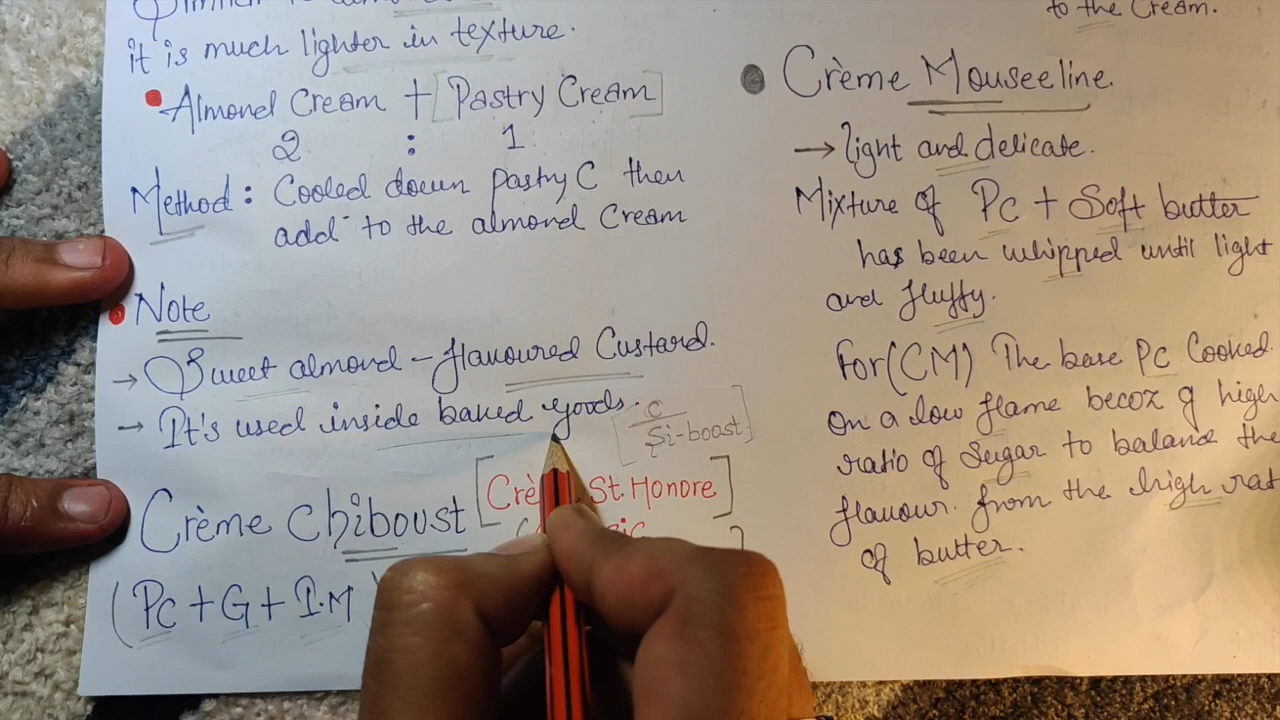 it is much lighter in texture.
Almond Cream + [Pastry Cream]
2 : 1
Method: Cooled down pastry C then
add to the almond Cream
Note
→ Sweet almond-flavoured Custard.
→ It's used inside baked goods.
[C
Si-boost]
Crème Chiboust [Crè St. Honore]
(PC + G + I.M
to the Cream.
Crème Mouseeline.
→ light and delicate.
Mixture of PC + Soft butter
has been whipped until light
and fluffy.
For (CM) The base PC Cooked
On a low flame becoz of high
ratio of Sugar to balance the
flavour. from the high rat
of butter.